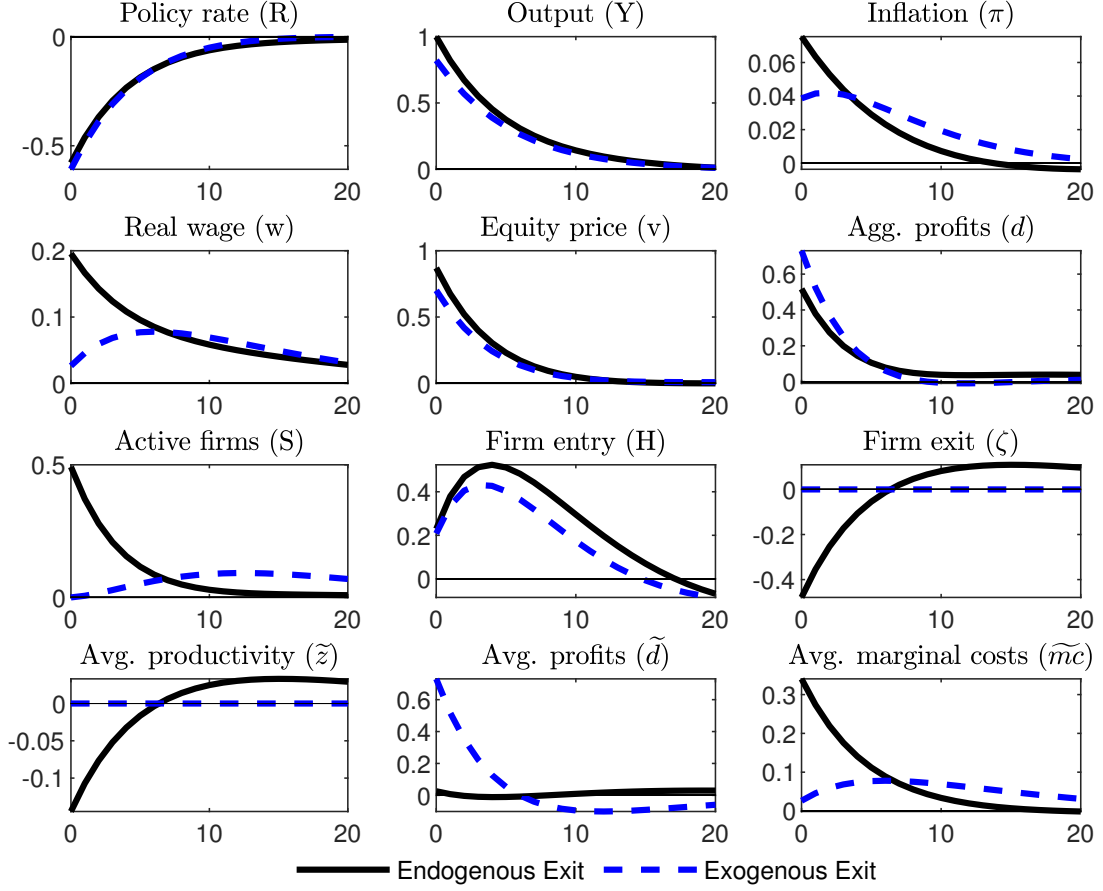 Policy rate (R) Output (Y) Inflation (π)
0 -0.5 0 10 20
1 0.5 0 0 10 20
0.06 0.04 0.02 0 0 10 20
Real wage (w) Equity price (v) Agg. profits (d)
0.2 0.1 0 0 10 20
1 0.5 0 0 10 20
0.6 0.4 0.2 0 0 10 20
Active firms (S) Firm entry (H) Firm exit (ζ)
0.5 0 0 10 20
0.4 0.2 0 0 10 20
0 -0.2 -0.4 0 10 20
Avg. productivity (z̃) Avg. profits (d̃) Avg. marginal costs (m͠c)
0 -0.05 -0.1 0 10 20
0.6 0.4 0.2 0 0 10 20
0.3 0.2 0.1 0 0 10 20
Endogenous Exit Exogenous Exit